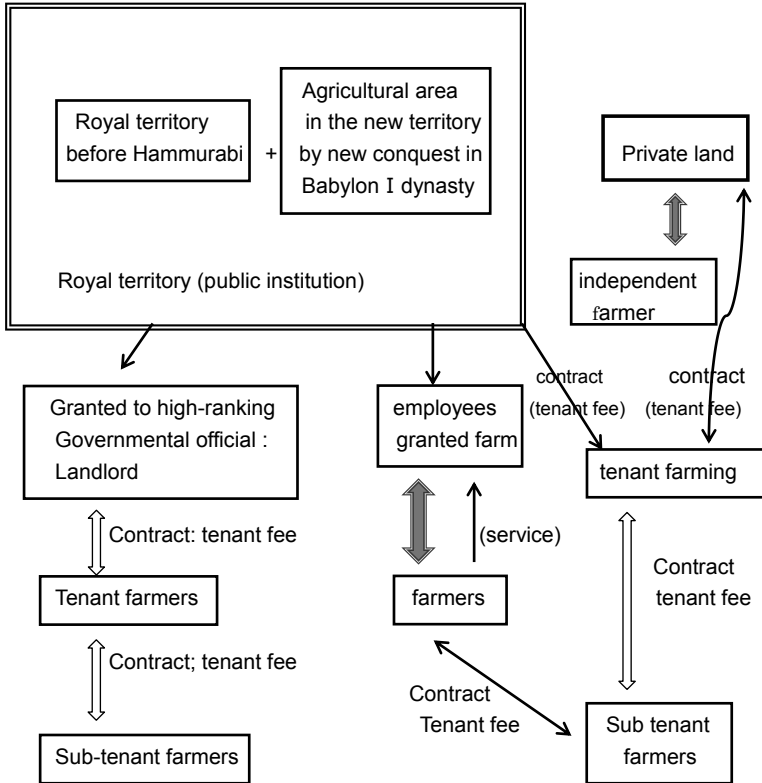 Royal territory
before Hammurabi
+
Agricultural area
in the new territory
by new conquest in
Babylon I dynasty
Private land
Royal territory (public institution)
independent
farmer
Granted to high-ranking
Governmental official :
Landlord
employees
granted farm
contract
(tenant fee)
contract
(tenant fee)
tenant farming
Contract: tenant fee
(service)
Contract
tenant fee
Tenant farmers
farmers
Contract; tenant fee
Contract
Tenant fee
Sub-tenant farmers
Sub tenant
farmers